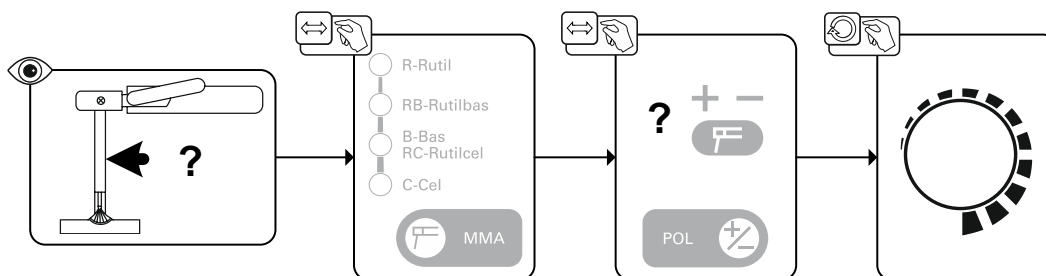 ?
R-Rutil
RB-Rutilbas
B-Bas
RC-Rutilcel
C-Cel
MMA
?
+ −
POL
+/−